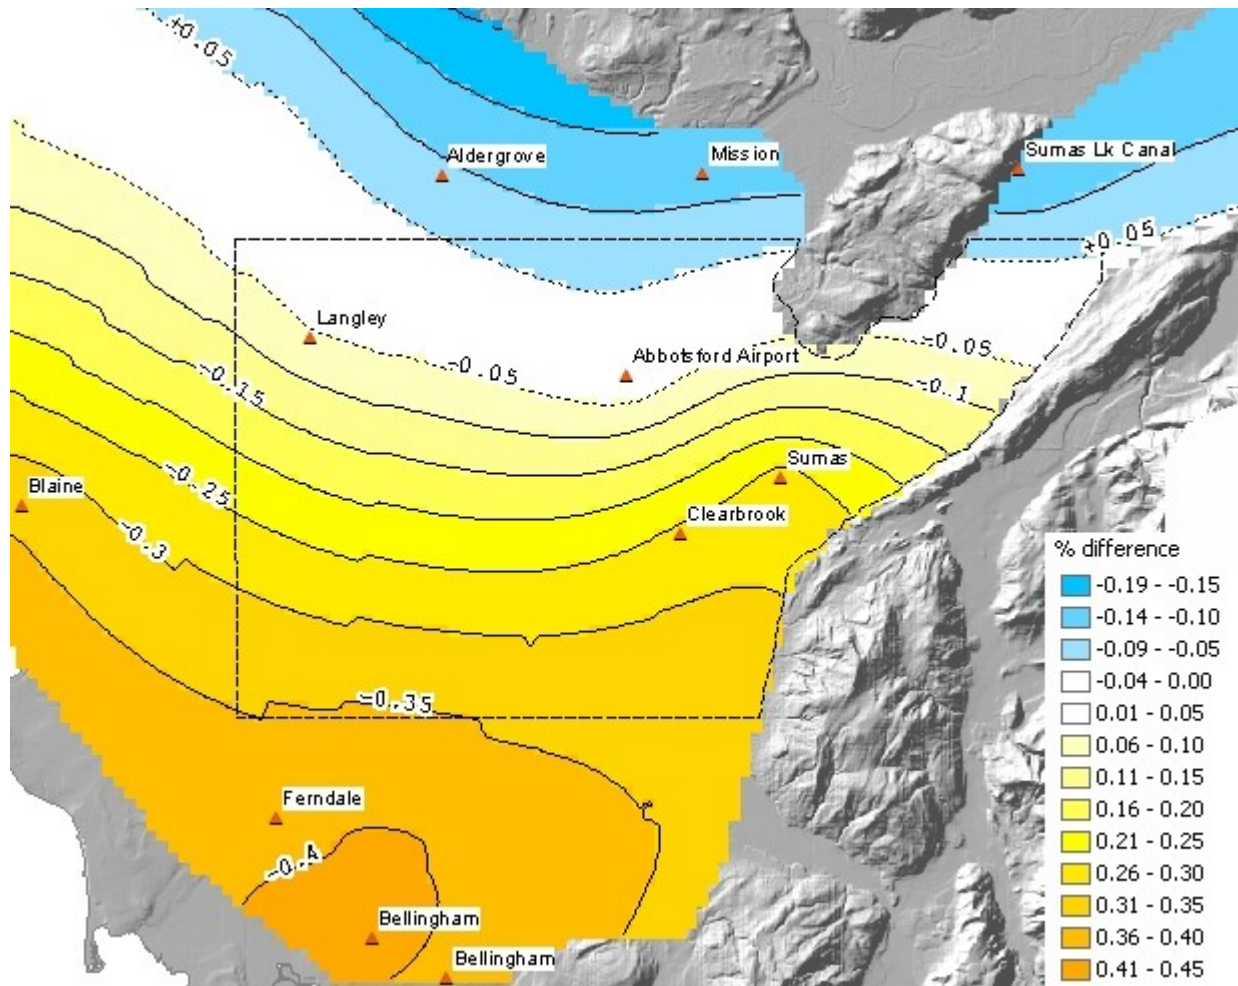 +0.05
Aldergrove
Mission
Sumas Lk Canal
+0.05
Langley
Abbotsford Airport
-0.05
-0.05
-0.15
-0.1
Sumas
-0.25
Blaine
Clearbrook
-0.3
-0.35
Ferndale
-0.4
Bellingham
Bellingham
% difference
-0.19 - -0.15
-0.14 - -0.10
-0.09 - -0.05
-0.04 - 0.00
0.01 - 0.05
0.06 - 0.10
0.11 - 0.15
0.16 - 0.20
0.21 - 0.25
0.26 - 0.30
0.31 - 0.35
0.36 - 0.40
0.41 - 0.45